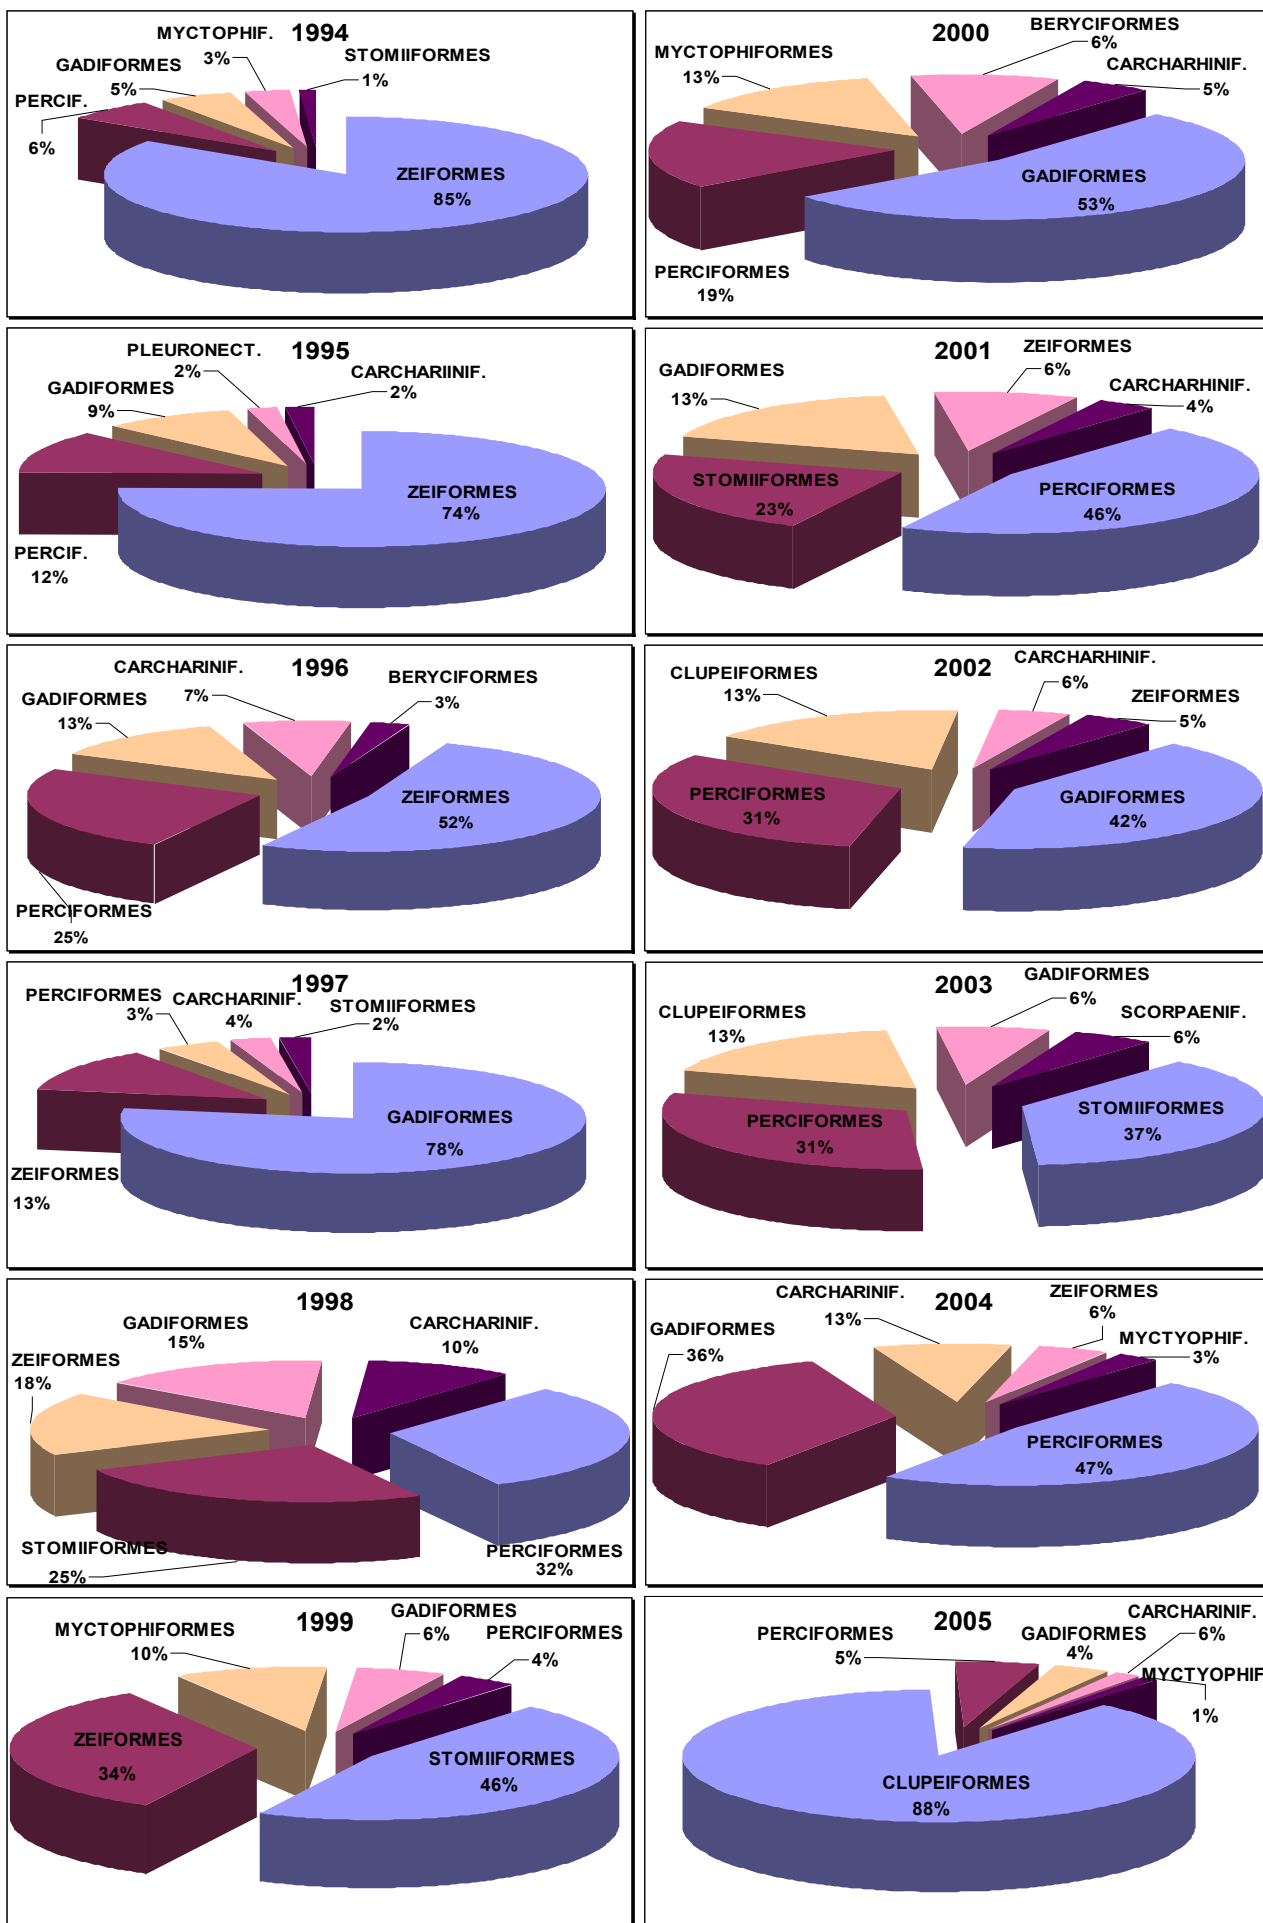 1994
MYCTOPHIF.
3%
STOMIIFORMES
1%
GADIFORMES
5%
PERCIF.
6%
ZEIFORMES
85%
2000
BERYCIFORMES
6%
MYCTOPHIFORMES
13%
CARCHARHINIF.
5%
GADIFORMES
53%
PERCIFORMES
19%
1995
PLEURONECT.
2%
CARCHARIINIF.
2%
GADIFORMES
9%
ZEIFORMES
74%
PERCIF.
12%
2001
ZEIFORMES
6%
GADIFORMES
13%
CARCHARHINIF.
4%
STOMIIFORMES
23%
PERCIFORMES
46%
1996
CARCHARINIF.
7%
BERYCIFORMES
3%
GADIFORMES
13%
ZEIFORMES
52%
PERCIFORMES
25%
2002
CARCHARHINIF.
6%
CLUPEIFORMES
13%
ZEIFORMES
5%
PERCIFORMES
31%
GADIFORMES
42%
1997
PERCIFORMES
3%
CARCHARINIF.
4%
STOMIIFORMES
2%
GADIFORMES
78%
ZEIFORMES
13%
2003
GADIFORMES
6%
CLUPEIFORMES
13%
SCORPAENIF.
6%
PERCIFORMES
31%
STOMIIFORMES
37%
1998
GADIFORMES
15%
CARCHARINIF.
10%
ZEIFORMES
18%
STOMIIFORMES
25%
PERCIFORMES
32%
2004
CARCHARINIF.
13%
ZEIFORMES
6%
GADIFORMES
36%
MYCTYOPHIF.
3%
PERCIFORMES
47%
1999
GADIFORMES
6%
MYCTOPHIFORMES
10%
PERCIFORMES
4%
ZEIFORMES
34%
STOMIIFORMES
46%
2005
CARCHARINIF.
6%
PERCIFORMES
5%
GADIFORMES
4%
MYCTYOPHIF
1%
CLUPEIFORMES
88%